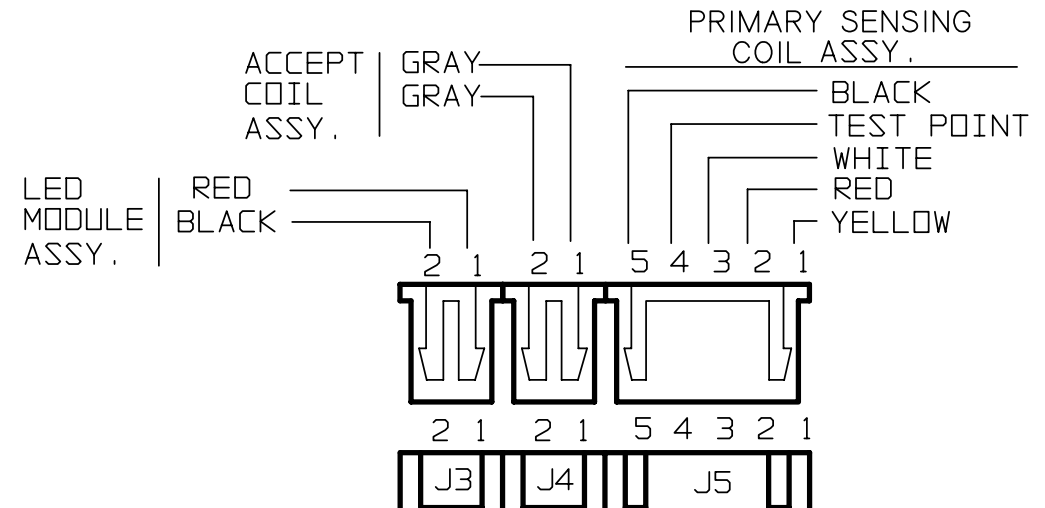 PRIMARY SENSING
COIL ASSY.
ACCEPT
COIL
ASSY.
GRAY
GRAY
BLACK
TEST POINT
WHITE
RED
YELLOW
LED
MODULE
ASSY.
RED
BLACK
2 1 2 1 5 4 3 2 1
2 1 2 1 5 4 3 2 1
J3 J4 J5